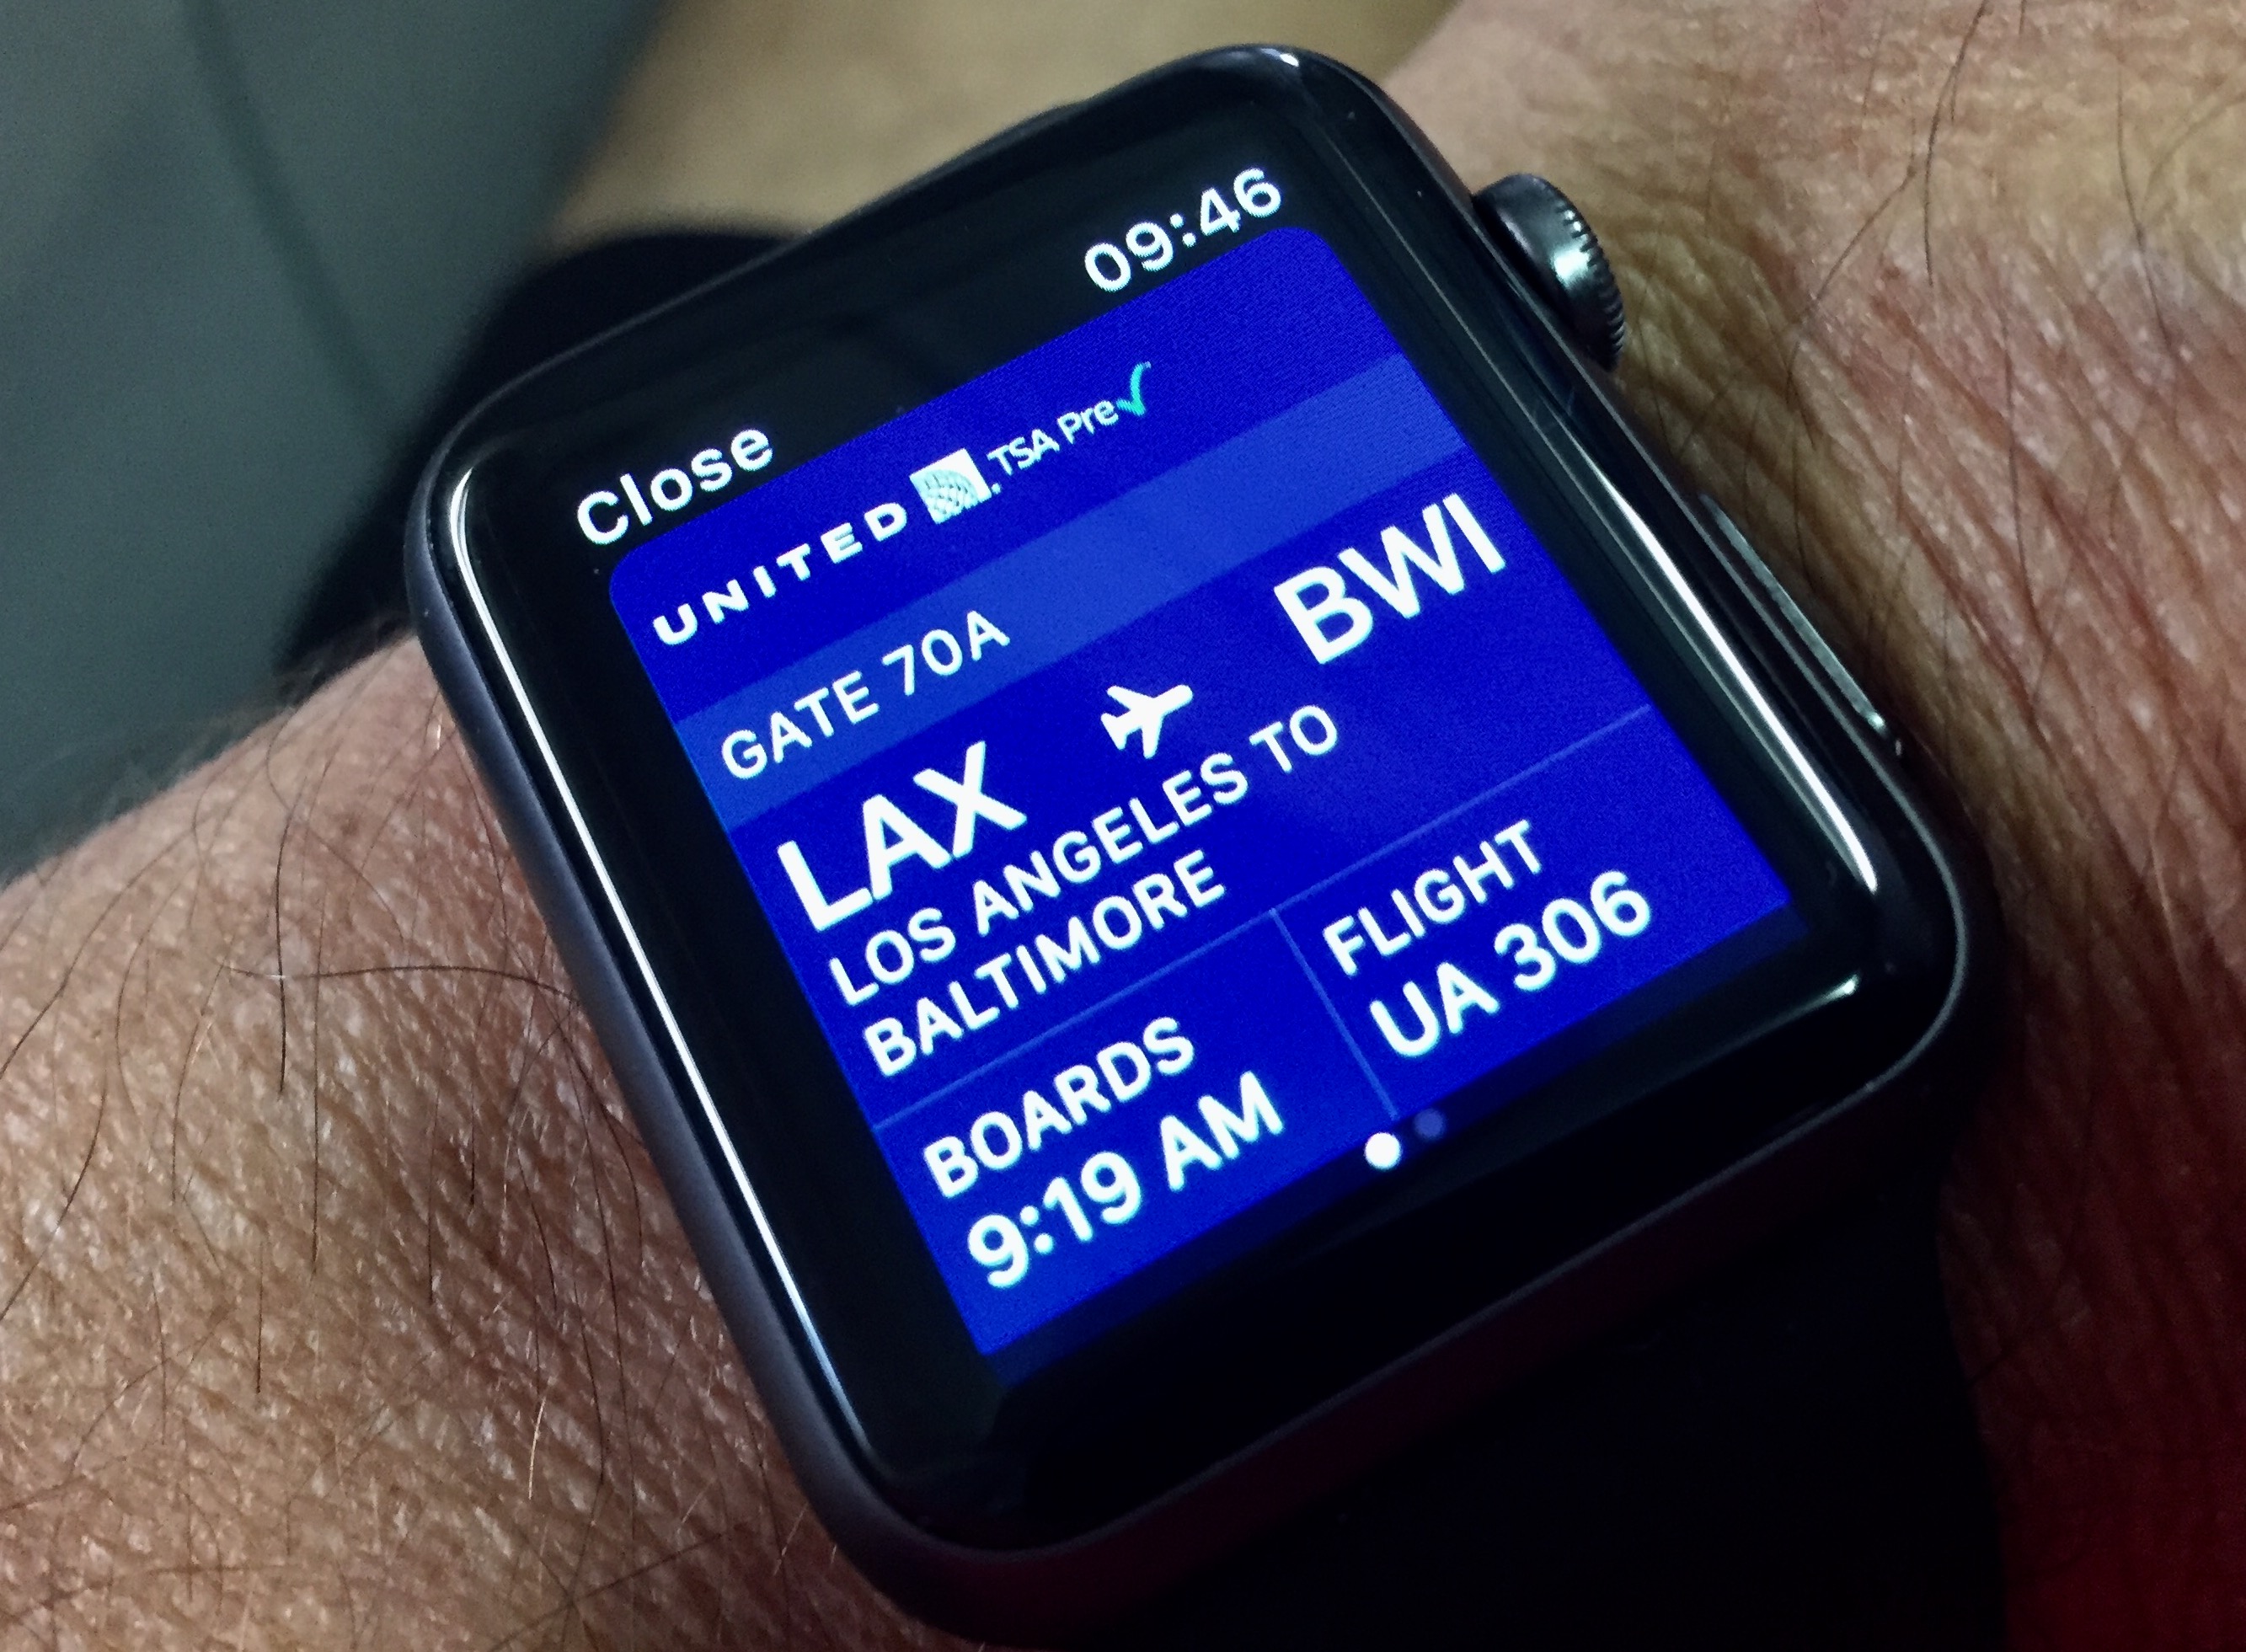 Close 09:46
UNITED TSA Pre✓
GATE 70A
LAX BWI
LOS ANGELES TO
BALTIMORE
BOARDS FLIGHT
9:19 AM UA 306